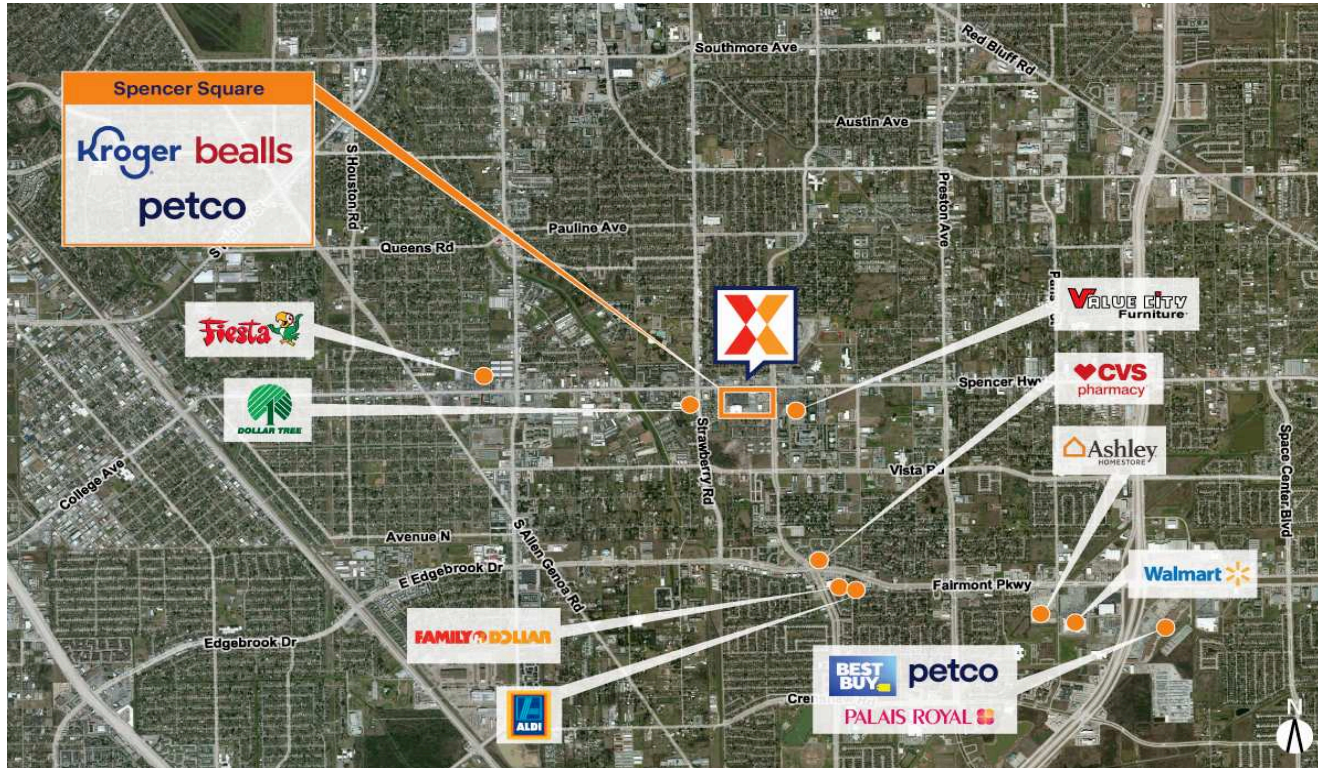 Southmore Ave
Red Bluff Rd
Spencer Square
Kroger bealls
petco
Austin Ave
S Houston Rd
Preston Ave
Pauline Ave
Queens Rd
VALUE CITY
Furniture
Fiesta
Spencer Hwy
CVS
pharmacy
DOLLAR TREE
Strawberry Rd
Ashley
HOMESTORE
Space Center Blvd
Vista Rd
College Ave
Avenue N
S Allen Genoa Rd
E Edgebrook Dr
Fairmont Pkwy
Walmart
FAMILY DOLLAR
Edgebrook Dr
BEST
BUY
petco
PALAIS ROYAL
ALDI
N